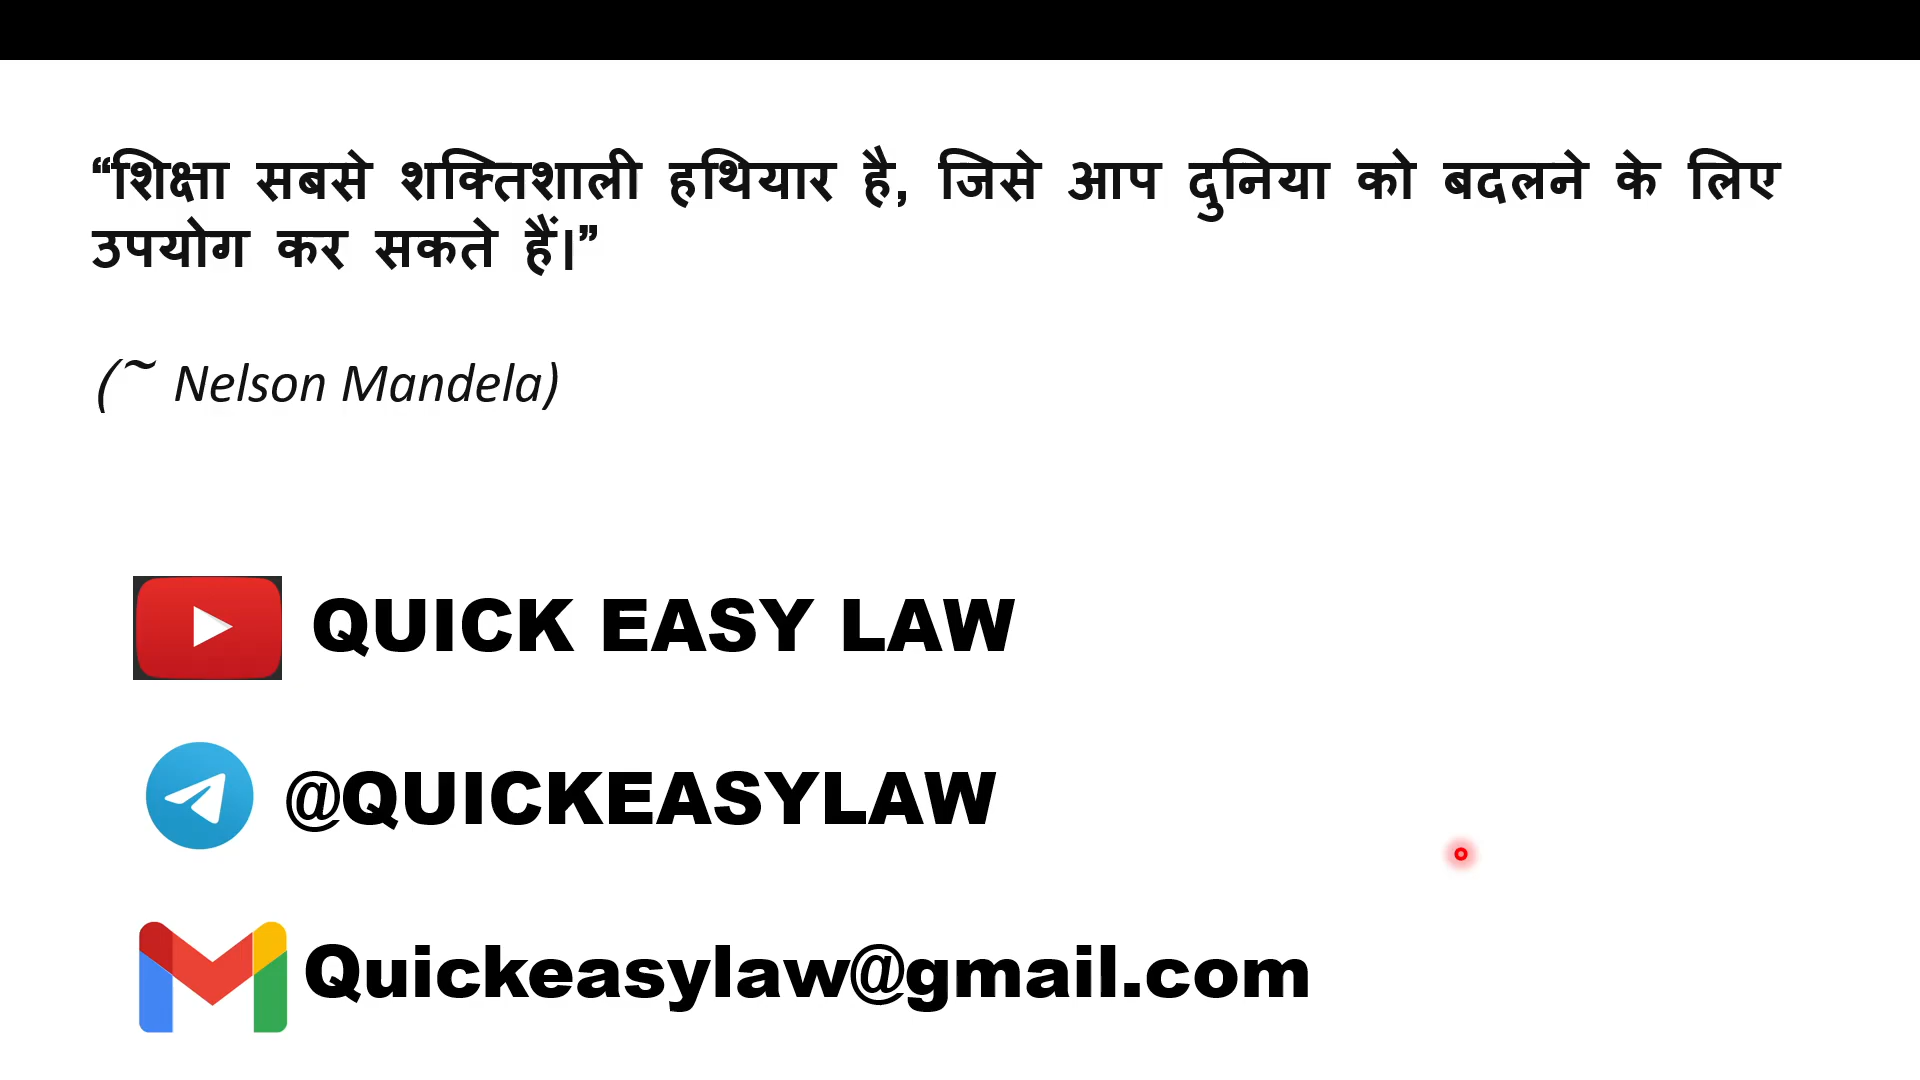 “शिक्षा सबसे शक्तिशाली हथियार है, जिसे आप दुनिया को बदलने के लिए
उपयोग कर सकते हैं।”
(~ Nelson Mandela)
QUICK EASY LAW
@QUICKEASYLAW
Quickeasylaw@gmail.com